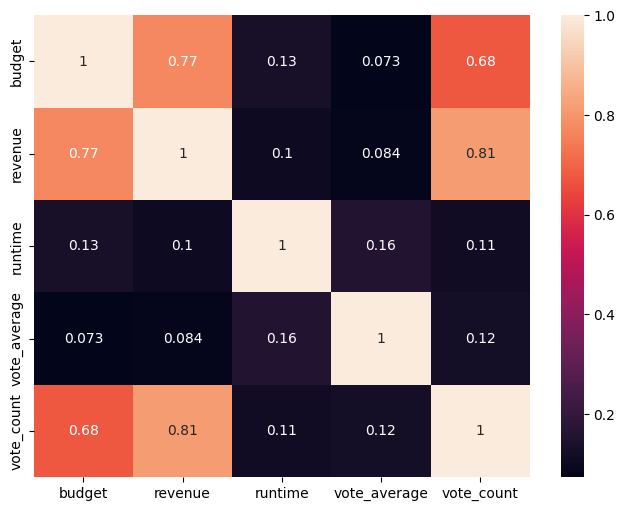 budget 1 0.77 0.13 0.073 0.68
revenue 0.77 1 0.1 0.084 0.81
runtime 0.13 0.1 1 0.16 0.11
vote_average 0.073 0.084 0.16 1 0.12
vote_count 0.68 0.81 0.11 0.12 1
budget revenue runtime vote_average vote_count
1.0
0.8
0.6
0.4
0.2